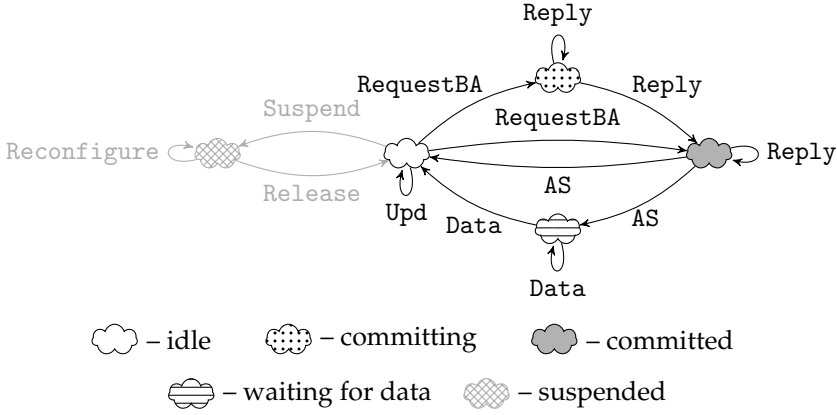 Reply
RequestBA
Reply
Suspend
RequestBA
Reconfigure
Reply
Release
AS
Upd
Data
AS
Data
– idle
– committing
– committed
– waiting for data
– suspended